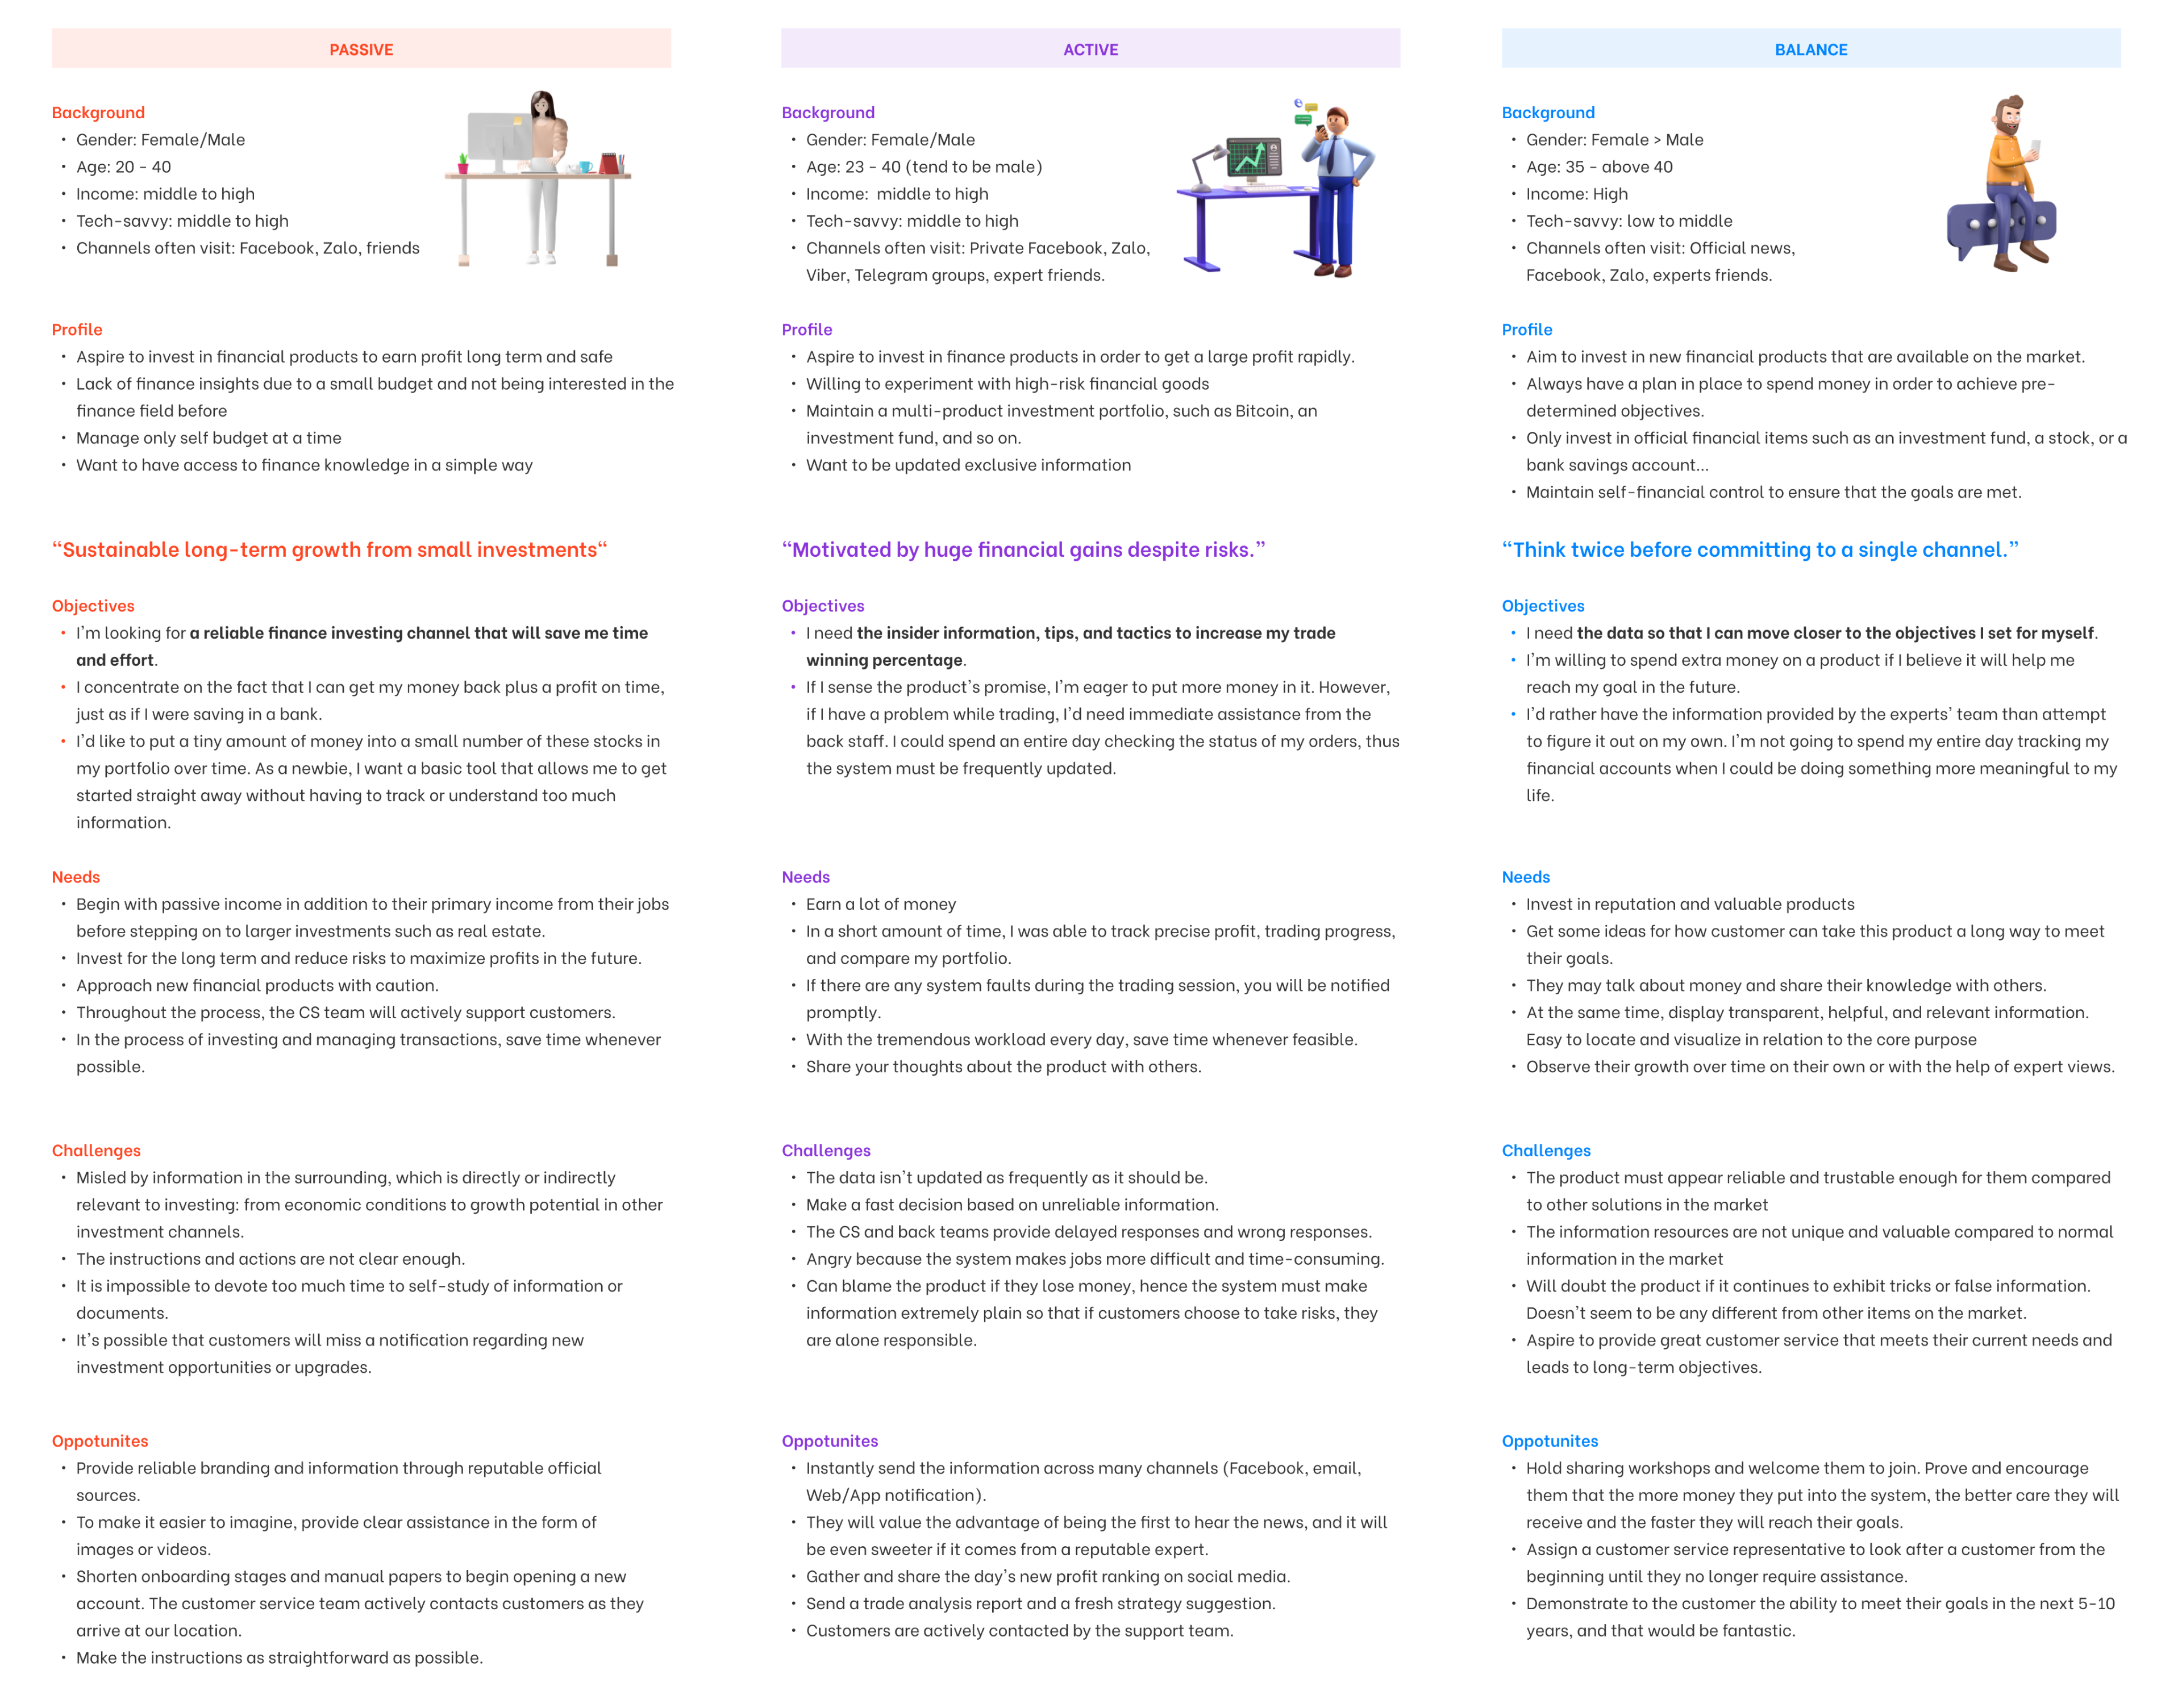 PASSIVE
Background
• Gender: Female/Male
• Age: 20 - 40
• Income: middle to high
• Tech-savvy: middle to high
• Channels often visit: Facebook, Zalo, friends
Profile
• Aspire to invest in financial products to earn profit long term and safe
• Lack of finance insights due to a small budget and not being interested in the
finance field before
• Manage only self budget at a time
• Want to have access to finance knowledge in a simple way
“Sustainable long-term growth from small investments“
Objectives
• I'm looking for a reliable finance investing channel that will save me time
and effort.
• I concentrate on the fact that I can get my money back plus a profit on time,
just as if I were saving in a bank.
• I'd like to put a tiny amount of money into a small number of these stocks in
my portfolio over time. As a newbie, I want a basic tool that allows me to get
started straight away without having to track or understand too much
information.
Needs
• Begin with passive income in addition to their primary income from their jobs
before stepping on to larger investments such as real estate.
• Invest for the long term and reduce risks to maximize profits in the future.
• Approach new financial products with caution.
• Throughout the process, the CS team will actively support customers.
• In the process of investing and managing transactions, save time whenever
possible.
Challenges
• Misled by information in the surrounding, which is directly or indirectly
relevant to investing: from economic conditions to growth potential in other
investment channels.
• The instructions and actions are not clear enough.
• It is impossible to devote too much time to self-study of information or
documents.
• It's possible that customers will miss a notification regarding new
investment opportunities or upgrades.
Oppotunites
• Provide reliable branding and information through reputable official
sources.
• To make it easier to imagine, provide clear assistance in the form of
images or videos.
• Shorten onboarding stages and manual papers to begin opening a new
account. The customer service team actively contacts customers as they
arrive at our location.
• Make the instructions as straightforward as possible.
ACTIVE
Background
• Gender: Female/Male
• Age: 23 - 40 (tend to be male)
• Income:  middle to high
• Tech-savvy: middle to high
• Channels often visit: Private Facebook, Zalo,
Viber, Telegram groups, expert friends.
Profile
• Aspire to invest in finance products in order to get a large profit rapidly.
• Willing to experiment with high-risk financial goods
• Maintain a multi-product investment portfolio, such as Bitcoin, an
investment fund, and so on.
• Want to be updated exclusive information
“Motivated by huge financial gains despite risks.”
Objectives
• I need the insider information, tips, and tactics to increase my trade
winning percentage.
• If I sense the product's promise, I'm eager to put more money in it. However,
if I have a problem while trading, I'd need immediate assistance from the
back staff. I could spend an entire day checking the status of my orders, thus
the system must be frequently updated.
Needs
• Earn a lot of money
• In a short amount of time, I was able to track precise profit, trading progress,
and compare my portfolio.
• If there are any system faults during the trading session, you will be notified
promptly.
• With the tremendous workload every day, save time whenever feasible.
• Share your thoughts about the product with others.
Challenges
• The data isn't updated as frequently as it should be.
• Make a fast decision based on unreliable information.
• The CS and back teams provide delayed responses and wrong responses.
• Angry because the system makes jobs more difficult and time-consuming.
• Can blame the product if they lose money, hence the system must make
information extremely plain so that if customers choose to take risks, they
are alone responsible.
Oppotunites
• Instantly send the information across many channels (Facebook, email,
Web/App notification).
• They will value the advantage of being the first to hear the news, and it will
be even sweeter if it comes from a reputable expert.
• Gather and share the day's new profit ranking on social media.
• Send a trade analysis report and a fresh strategy suggestion.
• Customers are actively contacted by the support team.
BALANCE
Background
• Gender: Female > Male
• Age: 35 - above 40
• Income: High
• Tech-savvy: low to middle
• Channels often visit: Official news,
Facebook, Zalo, experts friends.
Profile
• Aim to invest in new financial products that are available on the market.
• Always have a plan in place to spend money in order to achieve pre-
determined objectives.
• Only invest in official financial items such as an investment fund, a stock, or a
bank savings account...
• Maintain self-financial control to ensure that the goals are met.
“Think twice before committing to a single channel.”
Objectives
• I need the data so that I can move closer to the objectives I set for myself.
• I'm willing to spend extra money on a product if I believe it will help me
reach my goal in the future.
• I'd rather have the information provided by the experts' team than attempt
to figure it out on my own. I'm not going to spend my entire day tracking my
financial accounts when I could be doing something more meaningful to my
life.
Needs
• Invest in reputation and valuable products
• Get some ideas for how customer can take this product a long way to meet
their goals.
• They may talk about money and share their knowledge with others.
• At the same time, display transparent, helpful, and relevant information.
Easy to locate and visualize in relation to the core purpose
• Observe their growth over time on their own or with the help of expert views.
Challenges
• The product must appear reliable and trustable enough for them compared
to other solutions in the market
• The information resources are not unique and valuable compared to normal
information in the market
• Will doubt the product if it continues to exhibit tricks or false information.
Doesn't seem to be any different from other items on the market.
• Aspire to provide great customer service that meets their current needs and
leads to long-term objectives.
Oppotunites
• Hold sharing workshops and welcome them to join. Prove and encourage
them that the more money they put into the system, the better care they will
receive and the faster they will reach their goals.
• Assign a customer service representative to look after a customer from the
beginning until they no longer require assistance.
• Demonstrate to the customer the ability to meet their goals in the next 5-10
years, and that would be fantastic.